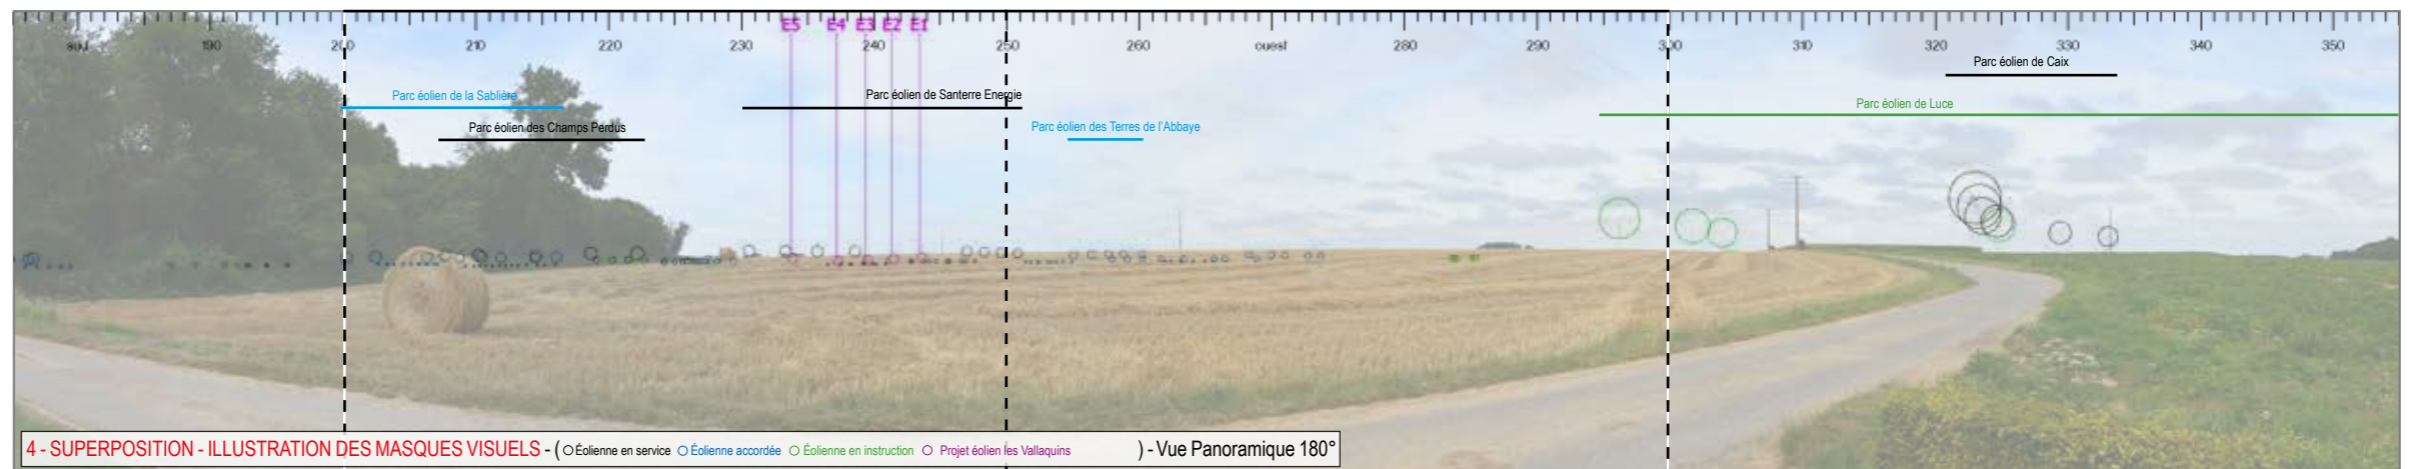 E5 E4 E3 E2 E1
sud 190 200 210 220 230 240 250 260 ouest 280 290 300 310 320 330 340 350
Parc éolien de Caix
Parc éolien de la Sablière
Parc éolien de Santerre Energie
Parc éolien de Luce
Parc éolien des Champs Perdus
Parc éolien des Terres de l'Abbaye
4 - SUPERPOSITION - ILLUSTRATION DES MASQUES VISUELS - ( Éolienne en service Éolienne accordée Éolienne en instruction Projet éolien les Vallaquins ) - Vue Panoramique 180°